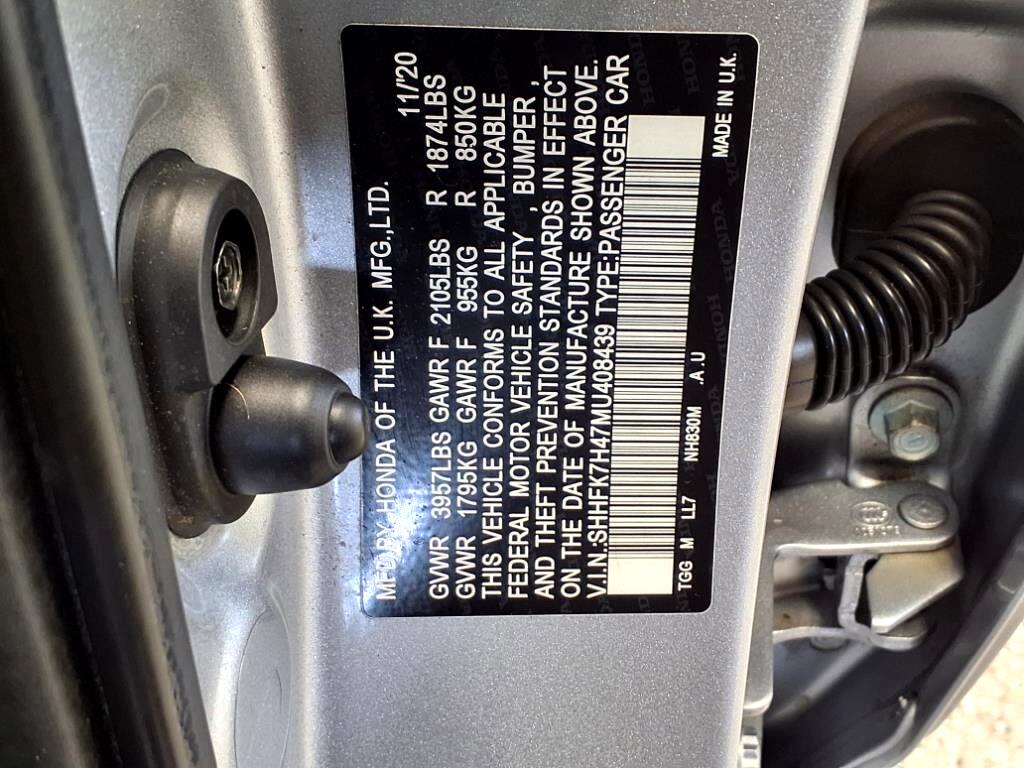 MFD.BY HONDA OF THE U.K. MFG.,LTD. 11/'20
GVWR 3957LBS GAWR F 2105LBS R 1874LBS
GVWR 1795KG GAWR F 955KG R 850KG
THIS VEHICLE CONFORMS TO ALL APPLICABLE
FEDERAL MOTOR VEHICLE SAFETY, BUMPER,
AND THEFT PREVENTION STANDARDS IN EFFECT
ON THE DATE OF MANUFACTURE SHOWN ABOVE.
V.I.N.SHHFK7H47MU408439 TYPE:PASSENGER CAR
TGG M LL7 NH830M .A.U MADE IN U.K.